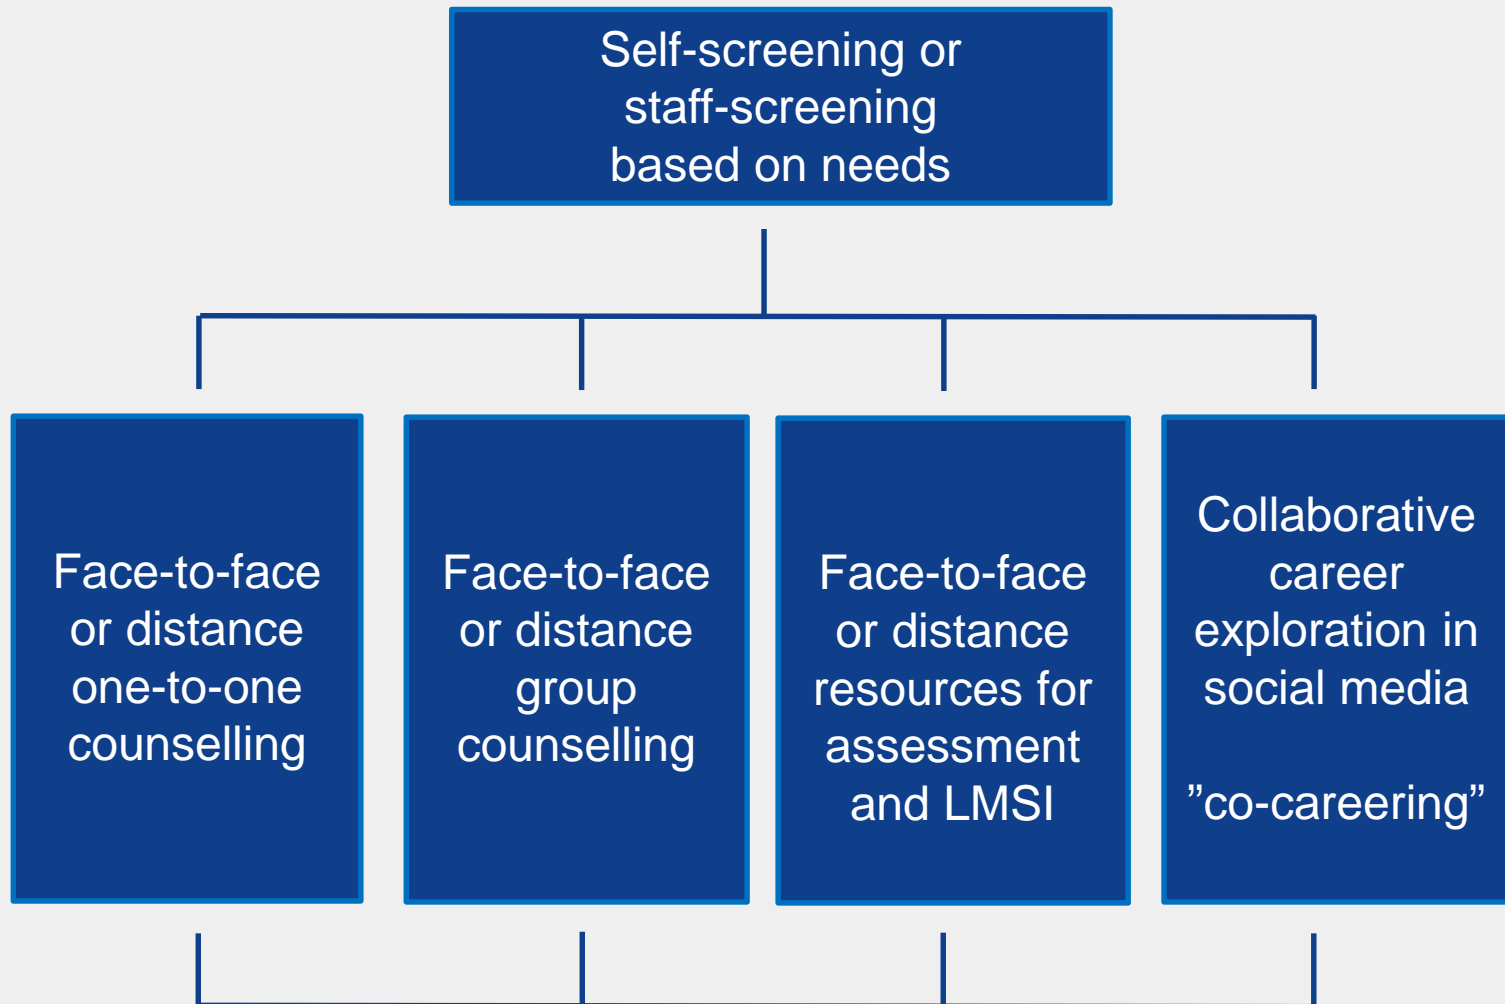 Self-screening or
staff-screening
based on needs
Face-to-face
or distance
one-to-one
counselling
Face-to-face
or distance
group
counselling
Face-to-face
or distance
resources for
assessment
and LMSI
Collaborative
career
exploration in
social media
”co-careering”